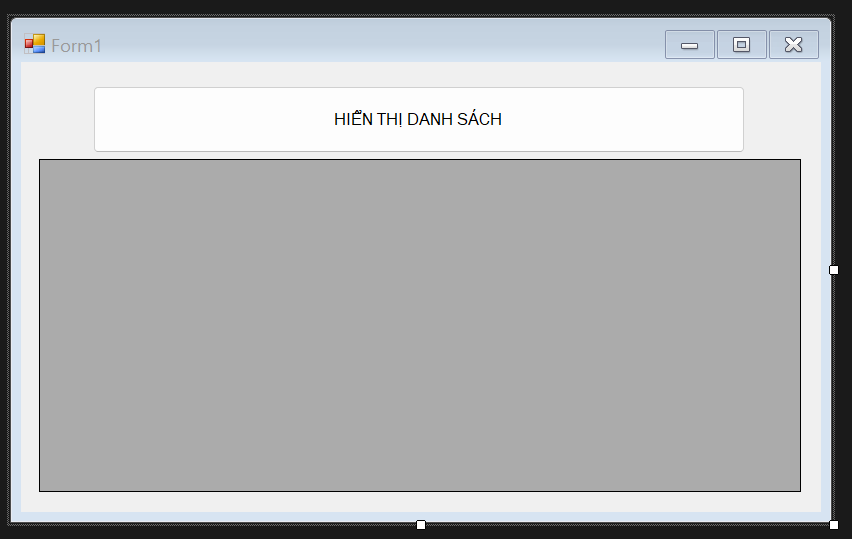 Form1
HIỂN THỊ DANH SÁCH